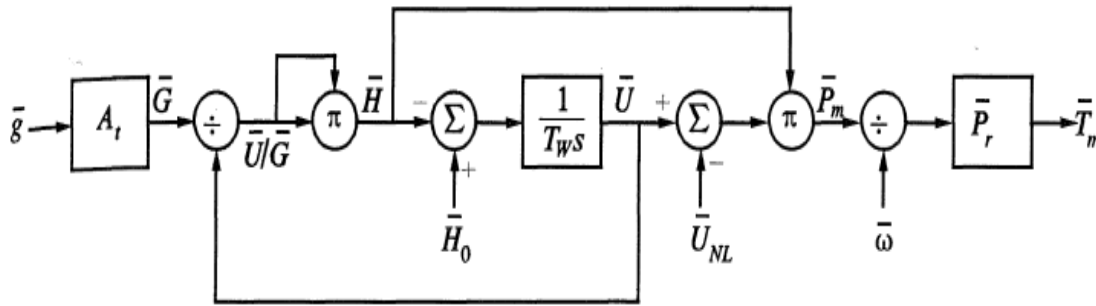 ḡ
A_t
Ḡ
÷
Ū/Ḡ
π
H̄
−
Σ
+
H̄_0
1
T_W s
Ū
+
Σ
−
Ū_NL
π
P̄_m
÷
ω̄
P̄_r
T̄_m